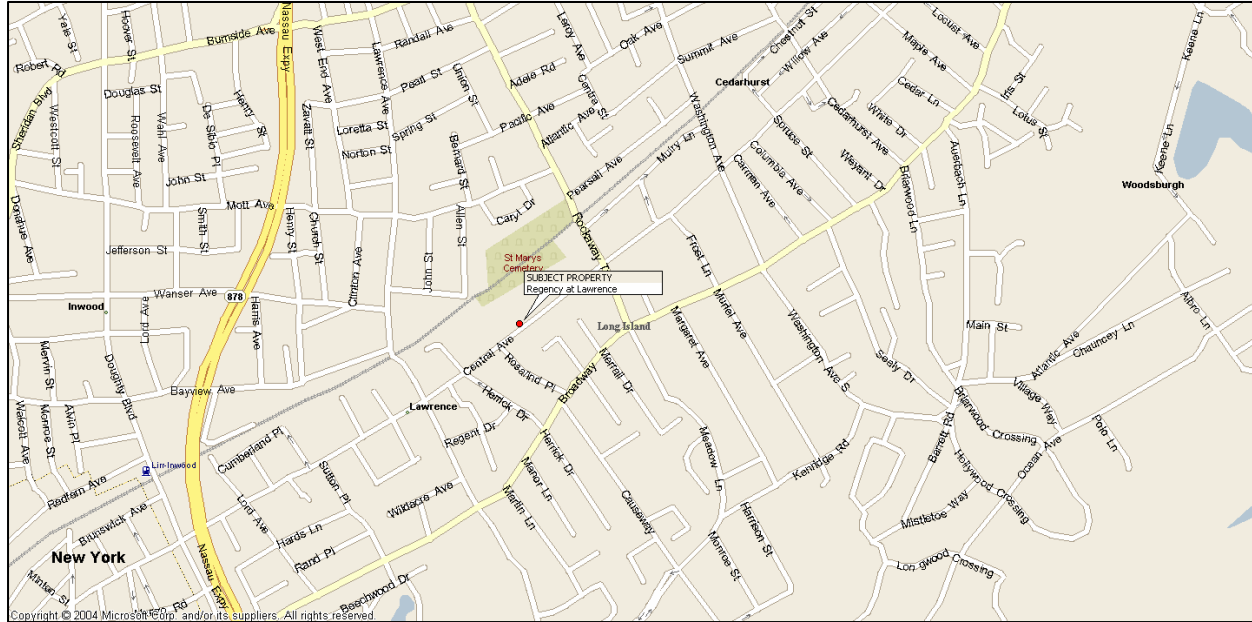 Yale St
Hoover St
Burnside Ave
Nassau Expy
West End Ave
Lawrence Ave
Randall Ave
Leroy Ave
Oak Ave
Summit Ave
Chestnut St
Willow Ave
Locust Ave
Maple Ave
Keene Ln
Robert Rd
Sheridan Blvd
Douglas St
Pearl St
Union St
Adele Rd
Centre St
Cedarhurst
Cedar Ln
Iris St
Westcott St
Roosevelt Ave
Wahl Ave
De Sibio Pl
Henry St
Zavatt St
Loretta St
Spring St
Norton St
Pacific Ave
Atlantic Ave
Washington Ave
Cedarhurst Ave
White Dr
Lotus St
Keene Ln
Bernard St
Mulry Ln
Spruce St
Columbia Ave
Carman Ave
Weyant Dr
Briarwood Ln
Auerbach Ln
Woodsburgh
John St
Pearsall Ave
Mott Ave
Caryl Dr
Allen St
Donahue Ave
Smith St
Henry St
Church St
Jefferson St
Clinton Ave
John St
St Marys
Cemetery
Rockaway T
Frost Ln
SUBJECT PROPERTY
Regency at Lawrence
Wanser Ave
878
Inwood
Lord Ave
Harris Ave
Long Island
Margaret Ave
Muriel Ave
Washington Ave S
Sealy Dr
Main St
Atlantic Ave
Chauncey Ln
Albro Ln
Mervin St
Monroe St
Walcott Ave
Alvin Pl
Doughty Blvd
Bayview Ave
Central Ave
Rosalind Pl
Broadway
Merrall Dr
Lawrence
Herrick Dr
Regent Dr
Herrick Dr
Manor Ln
Martin Ln
Village Way
Briarwood Crossing
Barrett Rd
Ocean Ave
Polo Ln
Cumberland Pl
Sutton Pl
Lirr-Inwood
Redfern Ave
Wildacre Ave
Meadow Ln
Kenridge Rd
Hollywood Crossing
Mistletoe Way
Causeway
Harrison St
Monroe St
Brunswick Ave
Lord Ave
Hards Ln
Rand Pl
New York
Minton St
Nassau Expy
Beechwood Dr
Longwood Crossing
Copyright © 2004 Microsoft Corp. and/or its suppliers. All rights reserved.